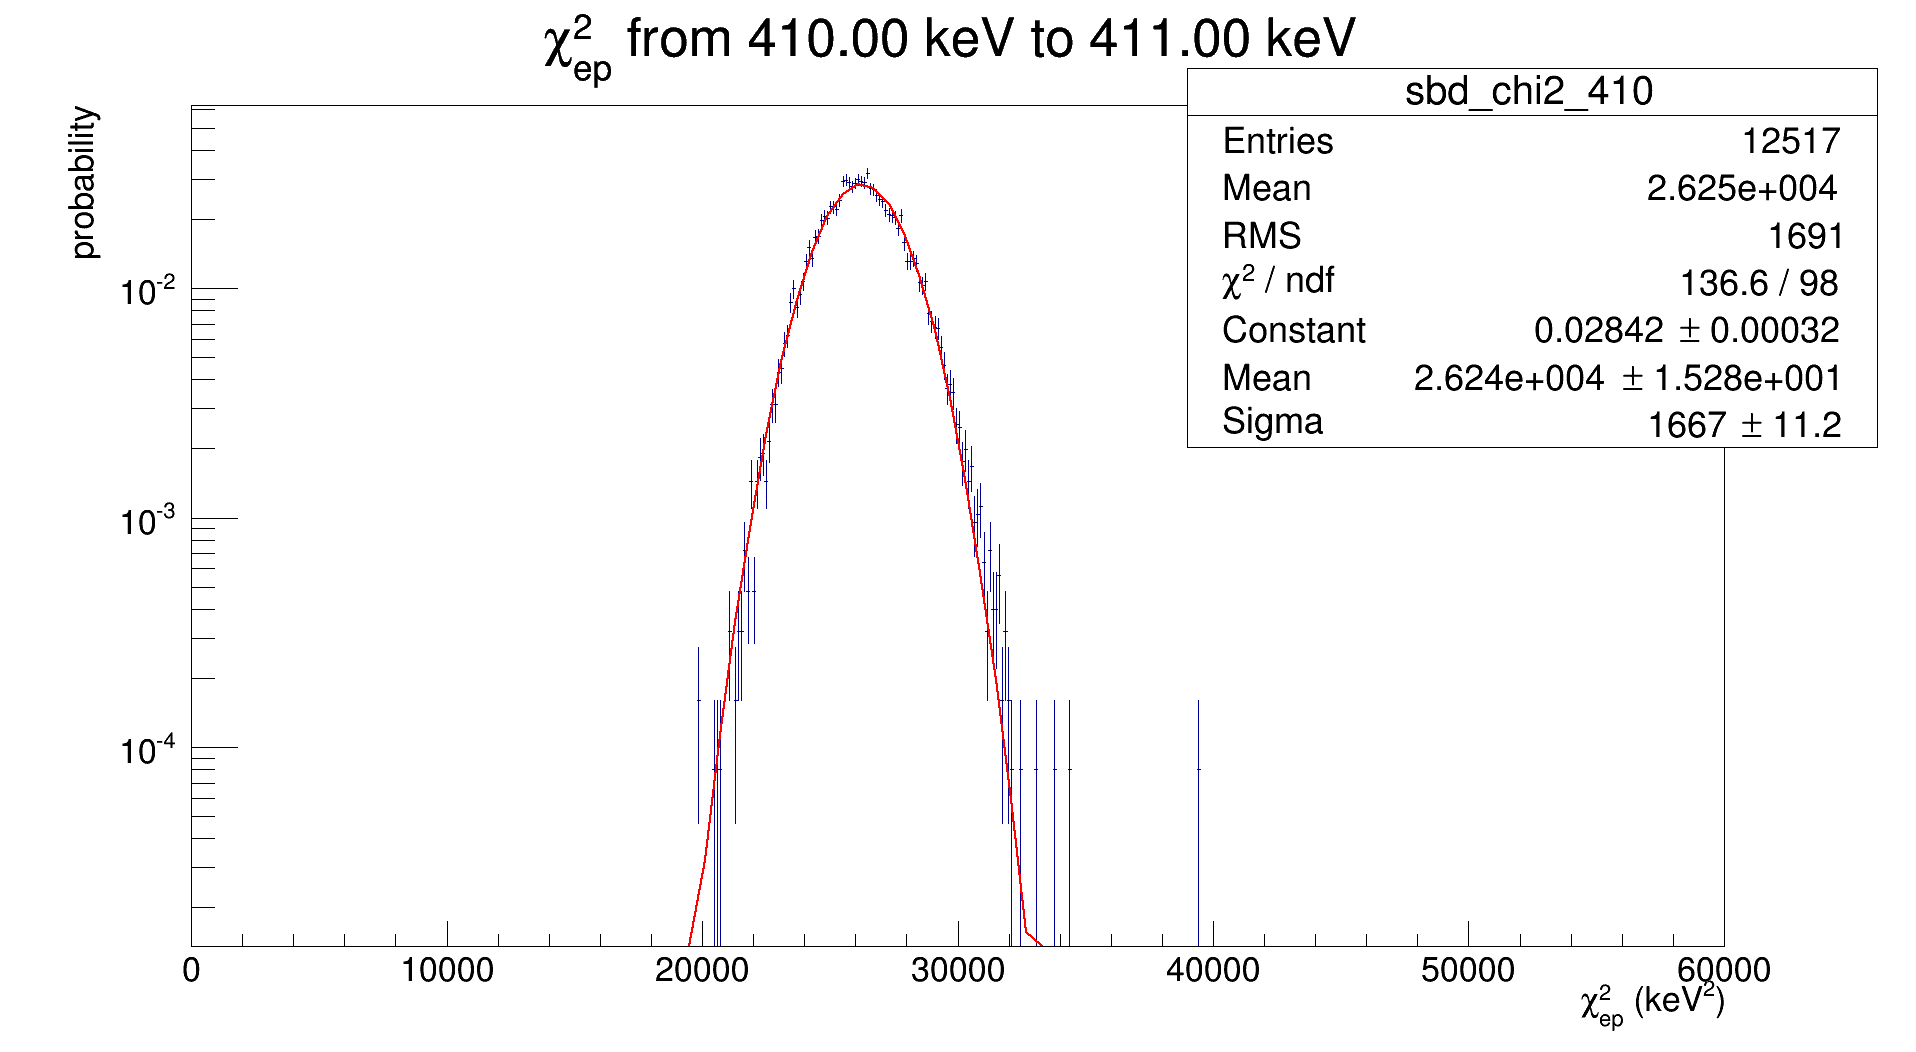 χ²ep from 410.00 keV to 411.00 keV
sbd_chi2_410
Entries 12517
Mean 2.625e+004
RMS 1691
χ² / ndf 136.6 / 98
Constant 0.02842 ± 0.00032
Mean 2.624e+004 ± 1.528e+001
Sigma 1667 ± 11.2
probability
10⁻²
10⁻³
10⁻⁴
0 10000 20000 30000 40000 50000 60000
χ²ep (keV²)